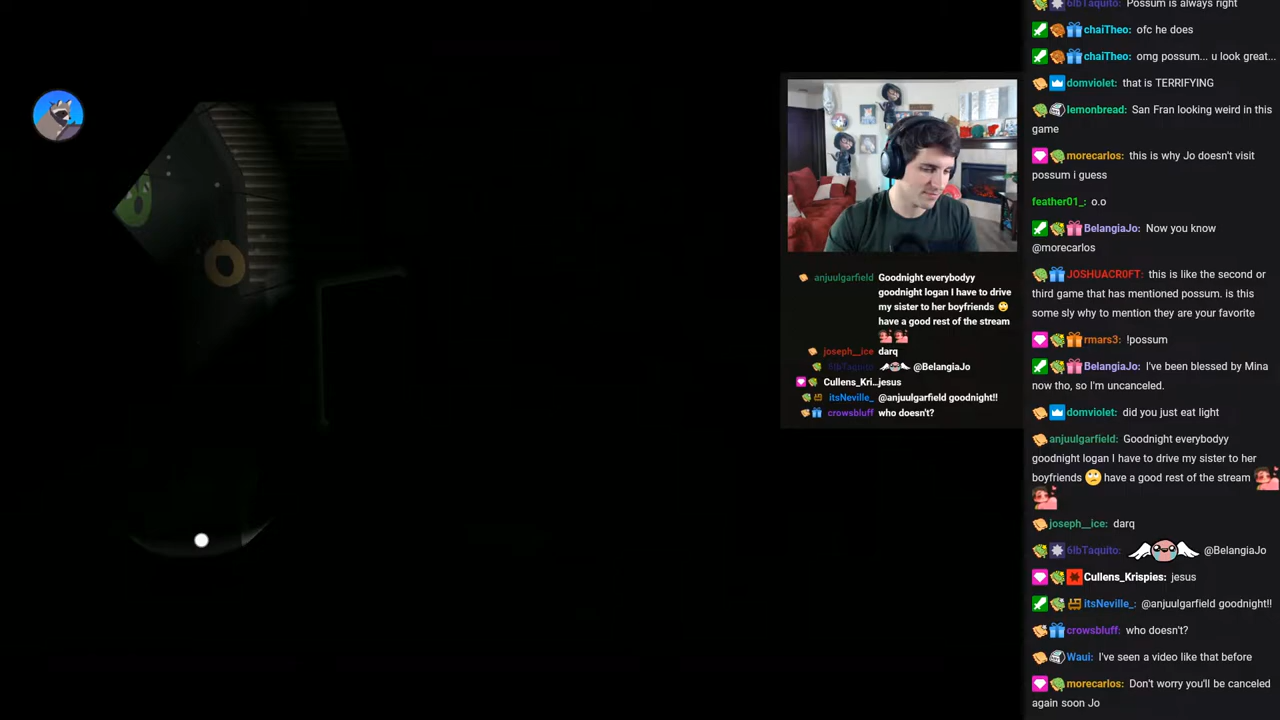 anjuulgarfield Goodnight everybodyy
goodnight logan I have to drive
my sister to her boyfriends 🙄
have a good rest of the stream
joseph__ice darq
6lbTaquito @BelangiaJo
Cullens_Kri...jesus
itsNeville_ @anjuulgarfield goodnight!!
crowsbluff who doesn't?
6lbTaquito: Possum is always right
chaiTheo: ofc he does
chaiTheo: omg possum... u look great...
domviolet: that is TERRIFYING
lemonbread: San Fran looking weird in this
game
morecarlos: this is why Jo doesn't visit
possum i guess
feather01_: o.o
BelangiaJo: Now you know
@morecarlos
JOSHUACR0FT: this is like the second or
third game that has mentioned possum. is this
some sly why to mention they are your favorite
rmars3: !possum
BelangiaJo: I've been blessed by Mina
now tho, so I'm uncanceled.
domviolet: did you just eat light
anjuulgarfield: Goodnight everybodyy
goodnight logan I have to drive my sister to her
boyfriends 🙄 have a good rest of the stream
joseph__ice: darq
6lbTaquito: @BelangiaJo
Cullens_Krispies: jesus
itsNeville_: @anjuulgarfield goodnight!!
crowsbluff: who doesn't?
Waui: I've seen a video like that before
morecarlos: Don't worry you'll be canceled
again soon Jo